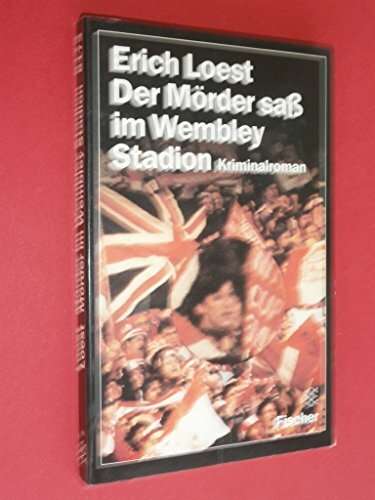 Erich Loest
Der Mörder saß
im Wembley
Stadion Kriminalroman
Fischer